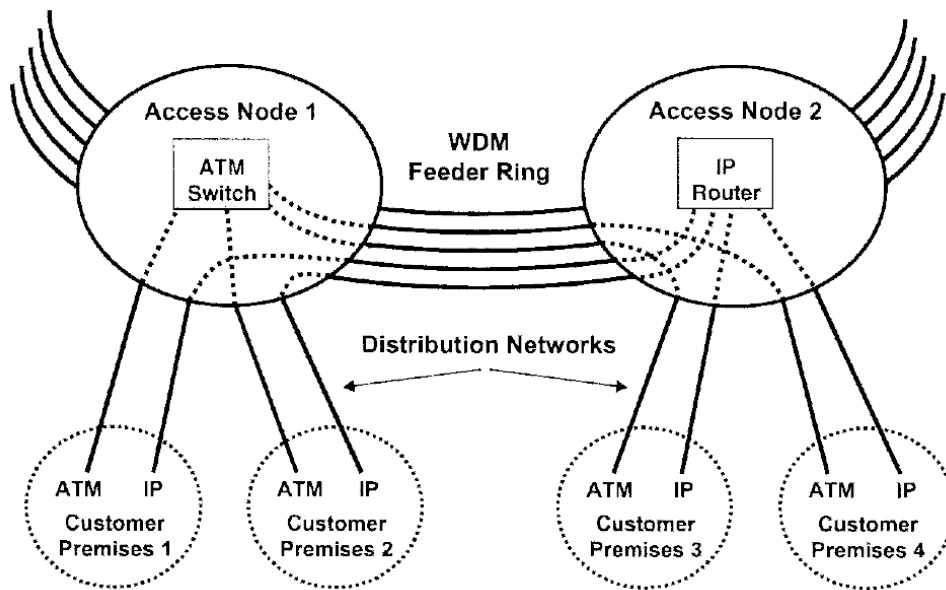 Access Node 1
ATM
Switch
WDM
Feeder Ring
Access Node 2
IP
Router
Distribution Networks
ATM IP
Customer
Premises 1
ATM IP
Customer
Premises 2
ATM IP
Customer
Premises 3
ATM IP
Customer
Premises 4